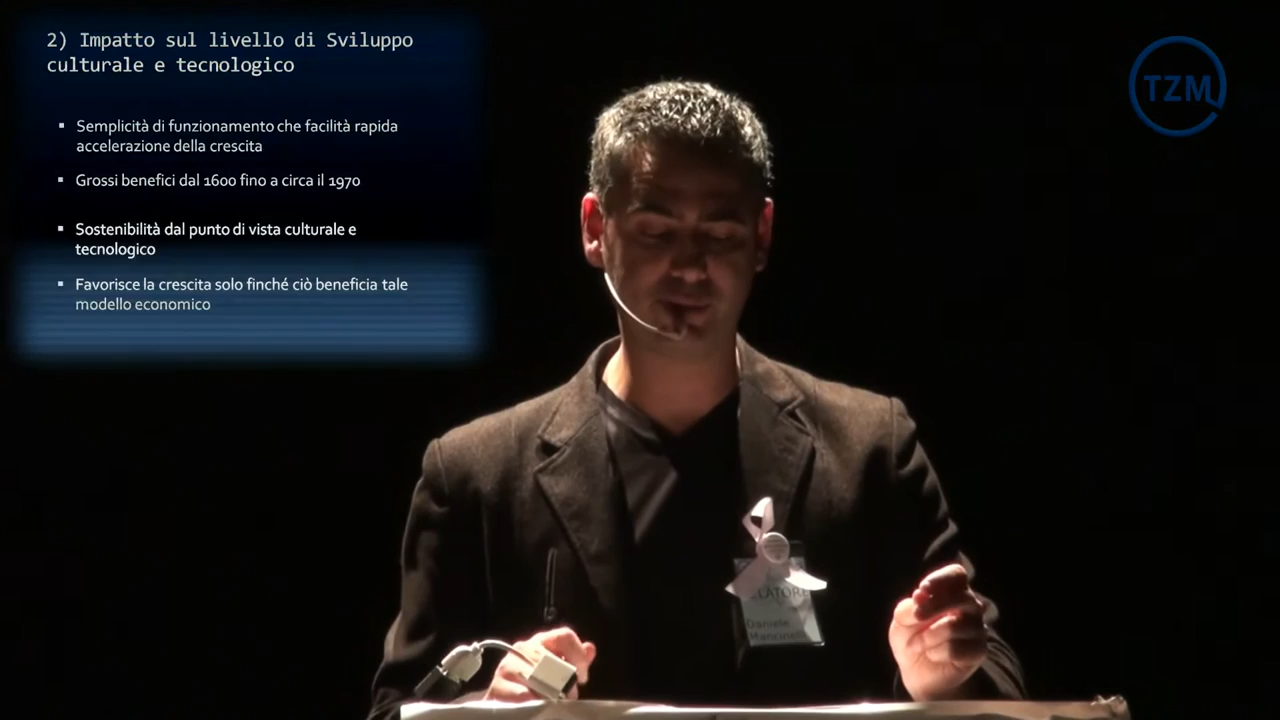 2) Impatto sul livello di Sviluppo
culturale e tecnologico
▪ Semplicità di funzionamento che facilità rapida
accelerazione della crescita
▪ Grossi benefici dal 1600 fino a circa il 1970
▪ Sostenibilità dal punto di vista culturale e
tecnologico
▪ Favorisce la crescita solo finché ciò beneficia tale
modello economico
TZM
Daniele